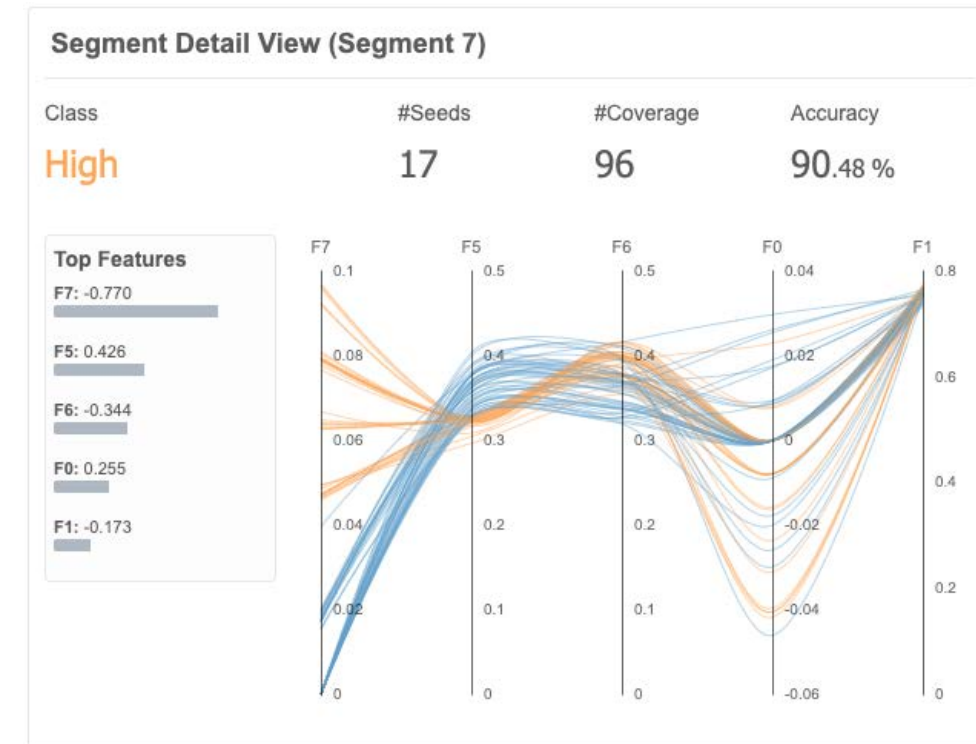 Segment Detail View (Segment 7)
Class #Seeds #Coverage Accuracy
High 17 96 90.48 %
Top Features
F7: -0.770
F5: 0.426
F6: -0.344
F0: 0.255
F1: -0.173
F7 F5 F6 F0 F1
0.1 0.5 0.5 0.04 0.8
0.08 0.4 0.4 0.02
0.6
0.06 0.3 0.3 0
0.4
0.04 0.2 0.2 -0.02
0.2
0.02 0.1 0.1 -0.04
0 0 0 -0.06 0